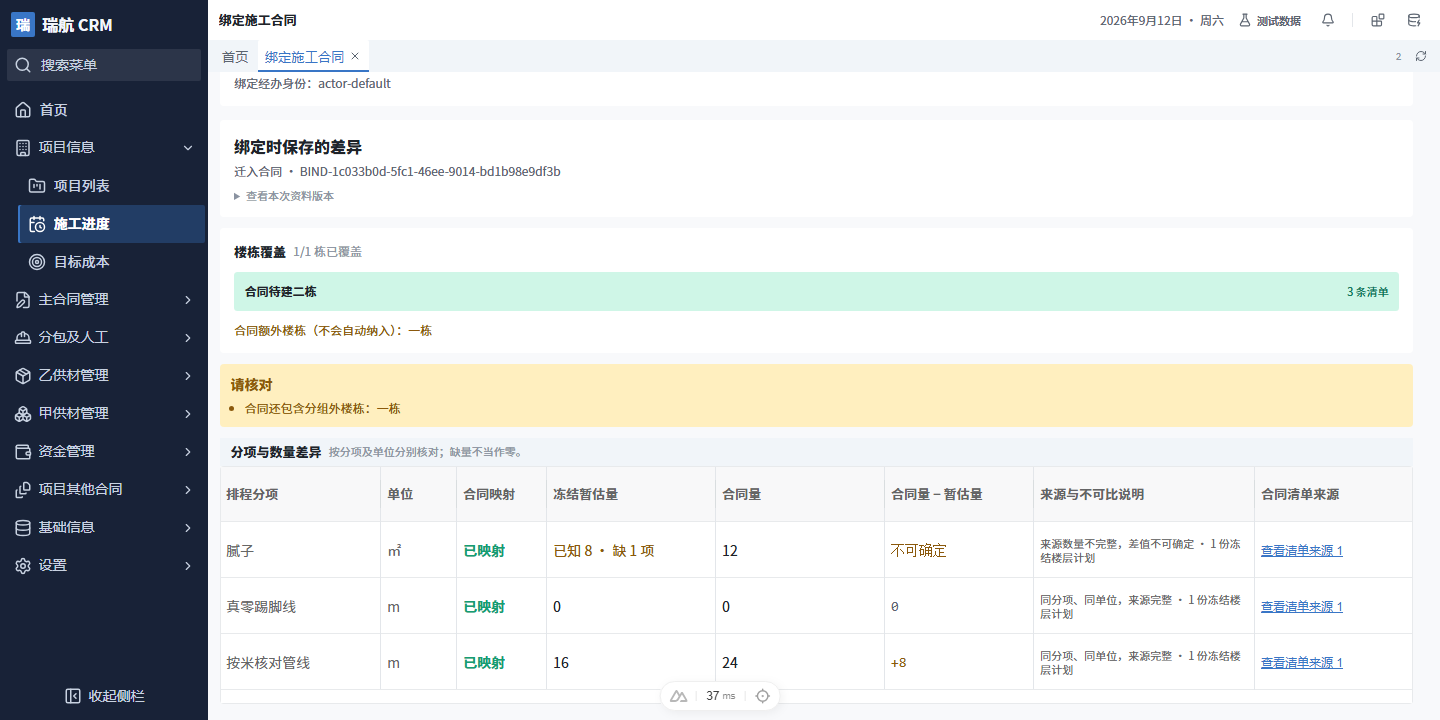 瑞 瑞航 CRM
搜索菜单
首页
项目信息
项目列表
施工进度
目标成本
主合同管理
分包及人工
乙供材管理
甲供材管理
资金管理
项目其他合同
基础信息
设置
收起侧栏
绑定施工合同
2026年9月12日 · 周六 测试数据
首页 绑定施工合同 2
绑定经办身份：actor-default
绑定时保存的差异
迁入合同 · BIND-1c033b0d-5fc1-46ee-9014-bd1b98e9df3b
查看本次资料版本
楼栋覆盖 1/1 栋已覆盖
合同待建二栋 3 条清单
合同额外楼栋（不会自动纳入）：一栋
请核对
合同还包含分组外楼栋：一栋
分项与数量差异 按分项及单位分别核对；缺量不当作零。
排程分项 单位 合同映射 冻结暂估量 合同量 合同量 − 暂估量 来源与不可比说明 合同清单来源
腻子 ㎡ 已映射 已知 8 · 缺 1 项 12 不可确定 来源数量不完整，差值不可确定 · 1 份冻
结楼层计划 查看清单来源 1
真零踢脚线 m 已映射 0 0 0 同分项、同单位，来源完整 · 1 份冻结楼
层计划 查看清单来源 1
按米核对管线 m 已映射 16 24 +8 同分项、同单位，来源完整 · 1 份冻结楼
层计划 查看清单来源 1
37 ms